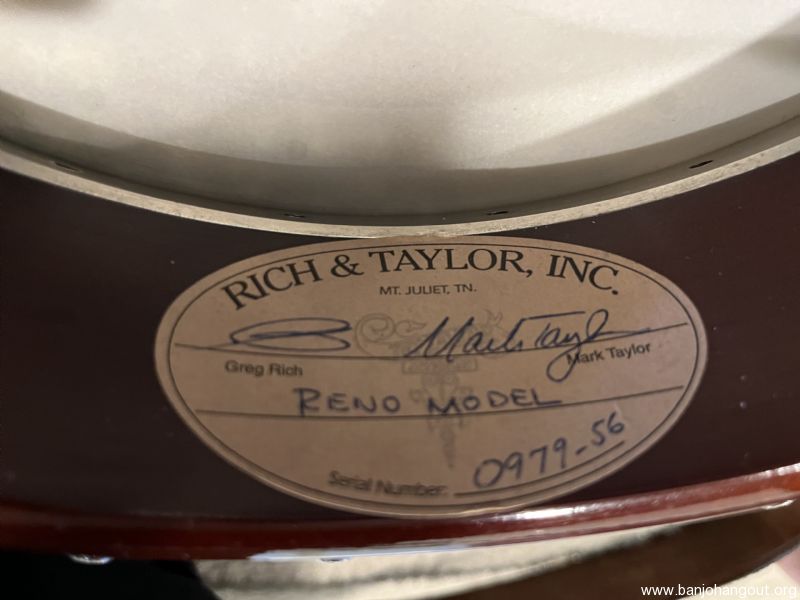 RICH & TAYLOR, INC.
MT. JULIET, TN.
Mark Taylor
Greg Rich Mark Taylor
RENO MODEL
Serial Number: 0979-56
www.banjohangout.org